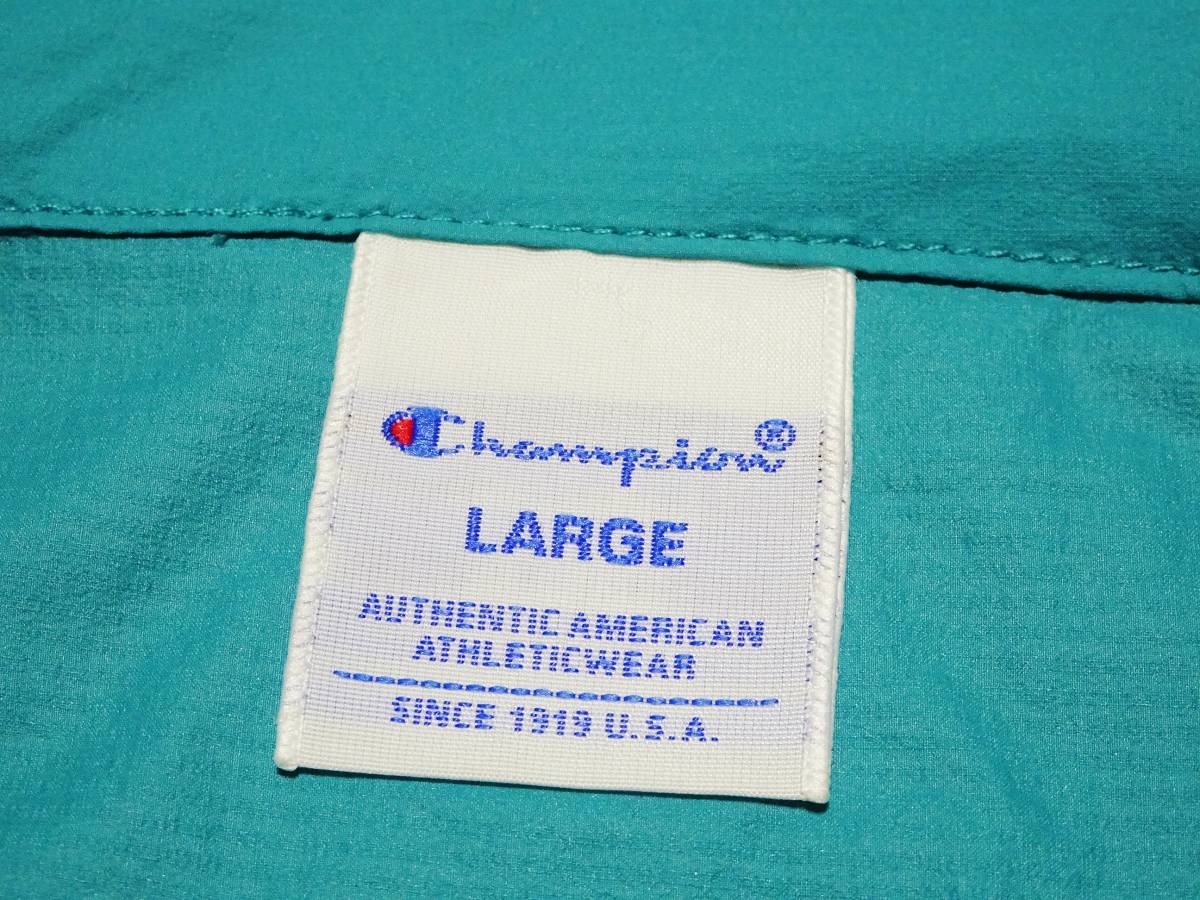 Champion®
LARGE
AUTHENTIC AMERICAN
ATHLETICWEAR
SINCE 1919 U.S.A.